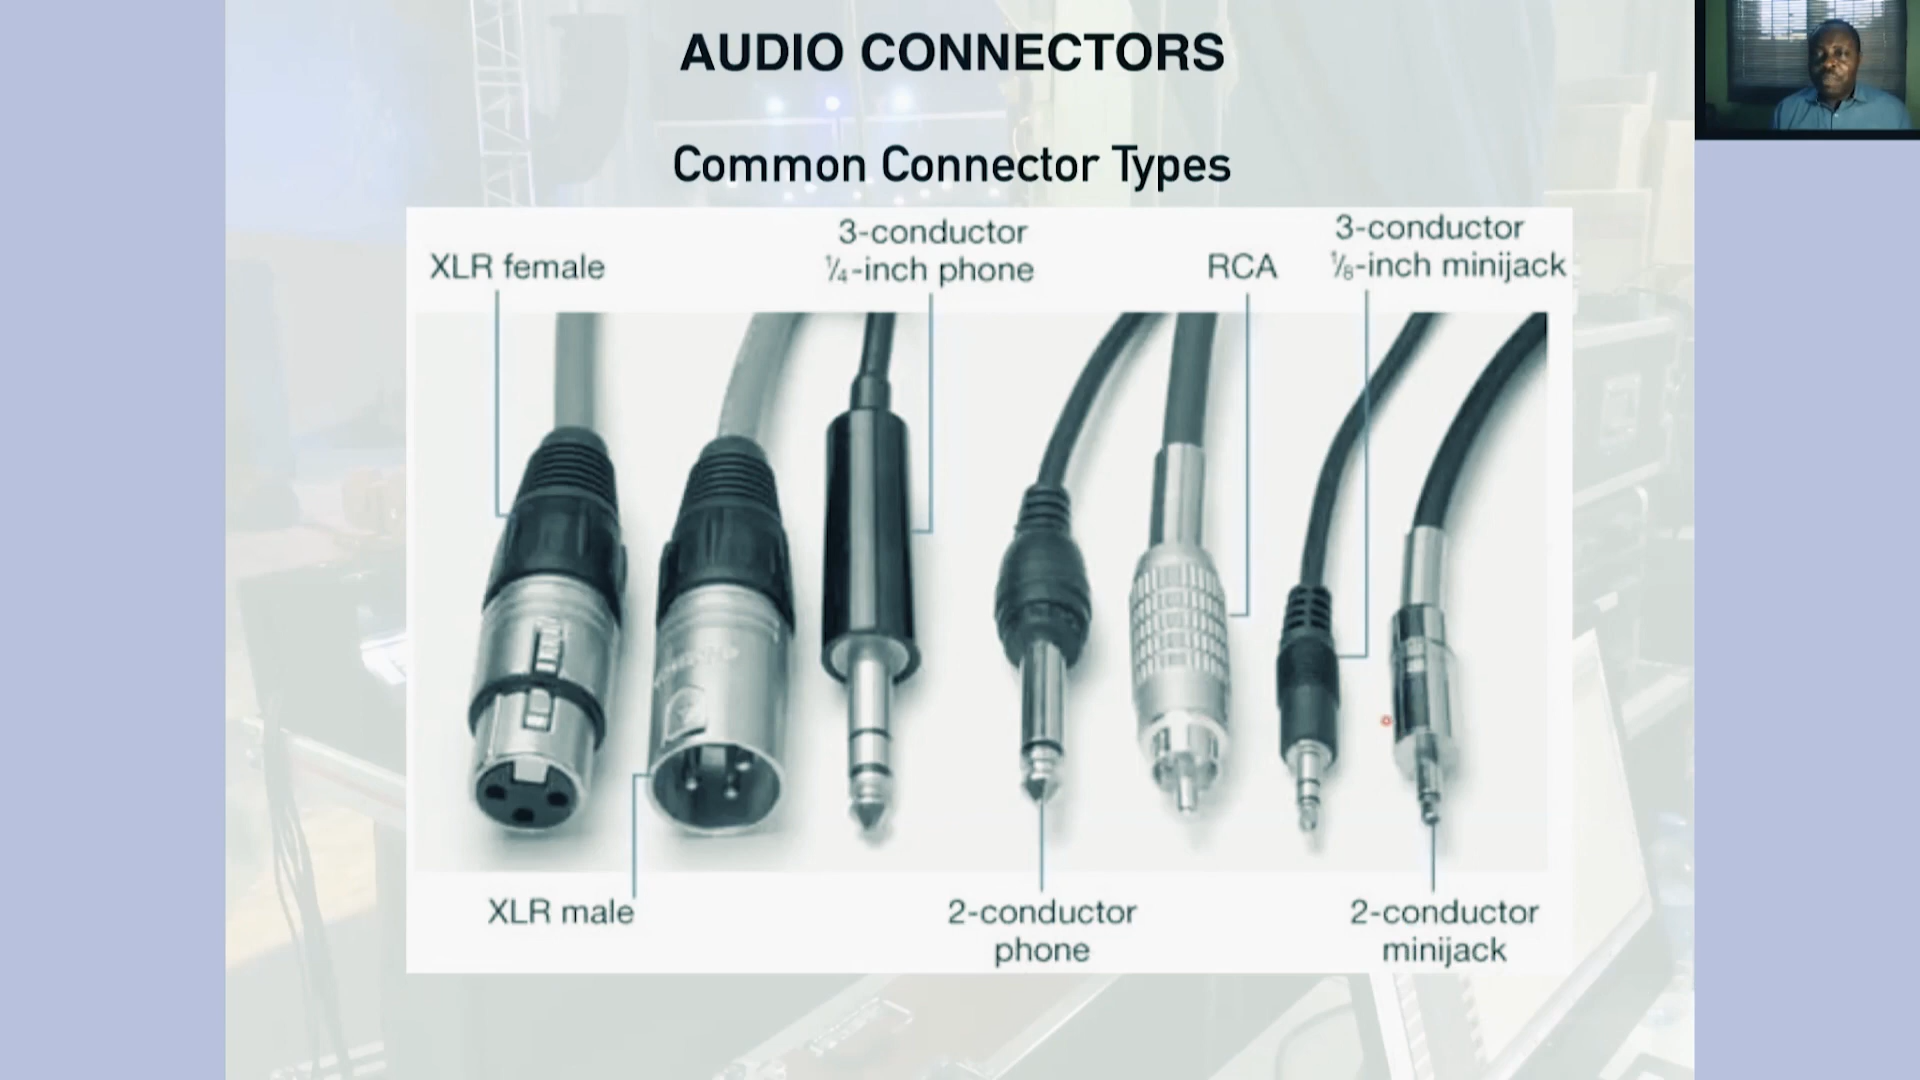 AUDIO CONNECTORS
Common Connector Types
XLR female
3-conductor
1/4-inch phone
RCA
3-conductor
1/8-inch minijack
XLR male
2-conductor
phone
2-conductor
minijack